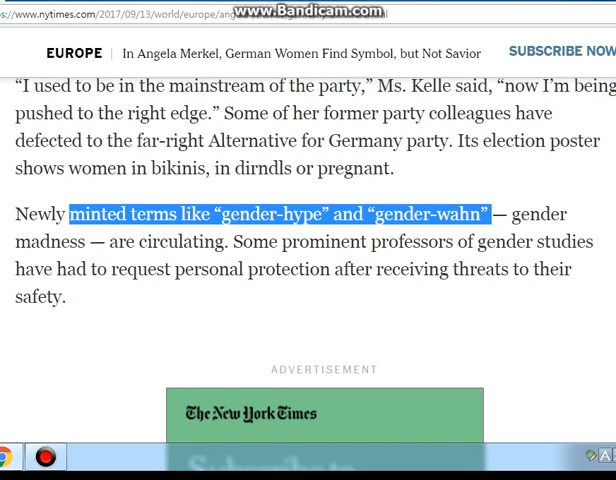 www.Bandicam.com
s://www.nytimes.com/2017/09/13/world/europe/ang
EUROPE | In Angela Merkel, German Women Find Symbol, but Not Savior SUBSCRIBE NOW
“I used to be in the mainstream of the party,” Ms. Kelle said, “now I’m being
pushed to the right edge.” Some of her former party colleagues have
defected to the far-right Alternative for Germany party. Its election poster
shows women in bikinis, in dirndls or pregnant.
Newly minted terms like “gender-hype” and “gender-wahn” — gender
madness — are circulating. Some prominent professors of gender studies
have had to request personal protection after receiving threats to their
safety.
ADVERTISEMENT
The New York Times
Subscribe to
A